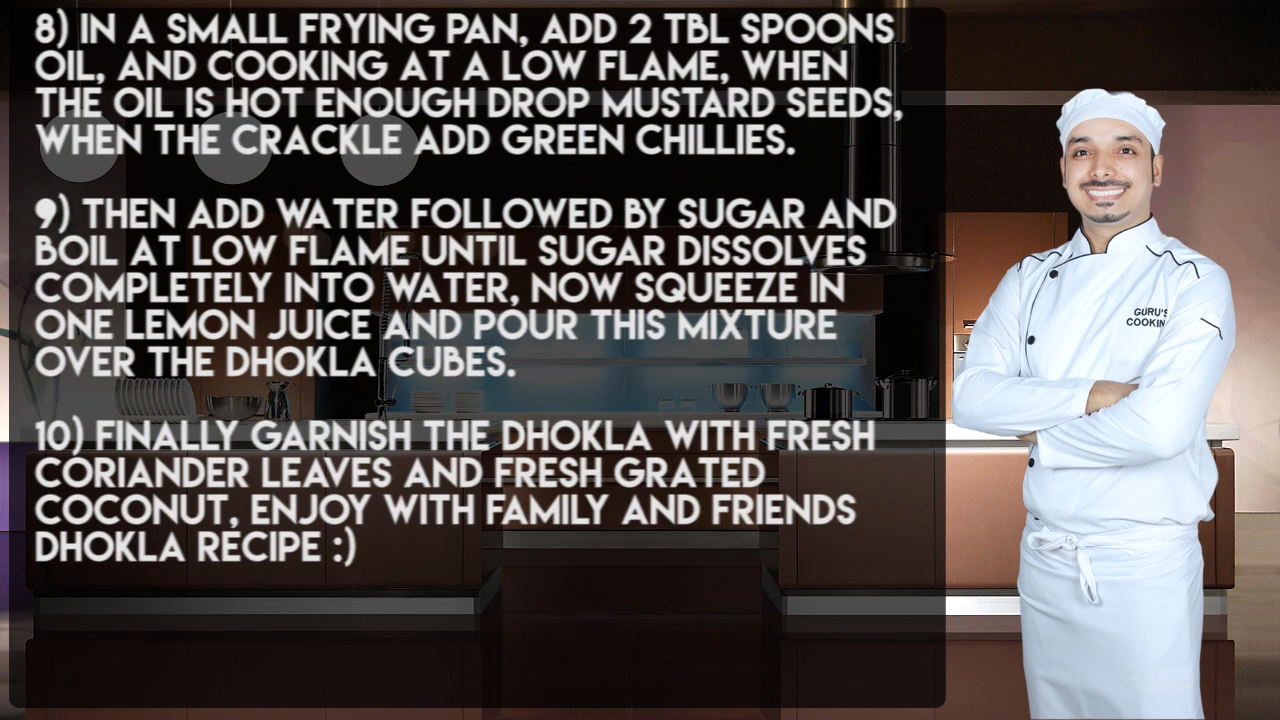 8) IN A SMALL FRYING PAN, ADD 2 TBL SPOONS
OIL, AND COOKING AT A LOW FLAME, WHEN
THE OIL IS HOT ENOUGH DROP MUSTARD SEEDS,
WHEN THE CRACKLE ADD GREEN CHILLIES.
9) THEN ADD WATER FOLLOWED BY SUGAR AND
BOIL AT LOW FLAME UNTIL SUGAR DISSOLVES
COMPLETELY INTO WATER, NOW SQUEEZE IN
ONE LEMON JUICE AND POUR THIS MIXTURE
OVER THE DHOKLA CUBES.
10) FINALLY GARNISH THE DHOKLA WITH FRESH
CORIANDER LEAVES AND FRESH GRATED
COCONUT, ENJOY WITH FAMILY AND FRIENDS
DHOKLA RECIPE :)
GURU'S
COOKIN